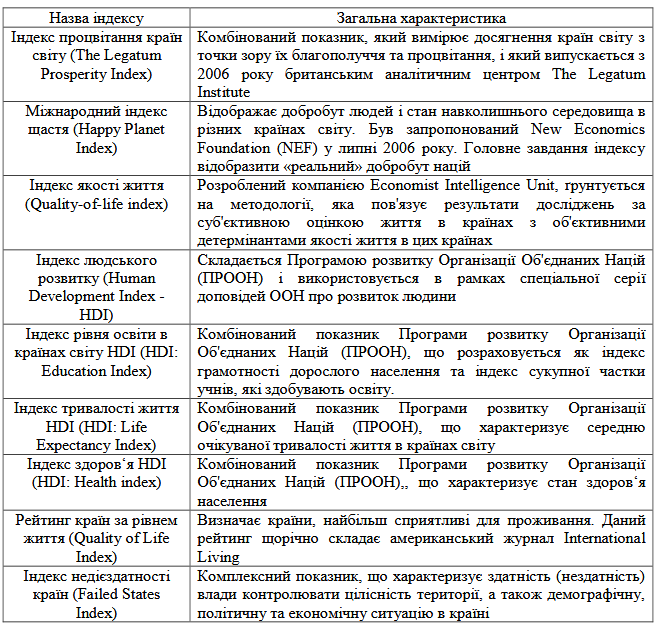 Назва індексу
Загальна характеристика
Індекс процвітання країн
світу (The Legatum
Prosperity Index)
Комбінований показник, який вимірює досягнення країн світу з
точки зору їх благополуччя та процвітання, і який випускається з
2006 року британським аналітичним центром The Legatum
Institute
Міжнародний індекс
щастя (Happy Planet
Index)
Відображає добробут людей і стан навколишнього середовища в
різних країнах світу. Був запропонований New Economics
Foundation (NEF) у липні 2006 року. Головне завдання індексу
відобразити «реальний» добробут націй
Індекс якості життя
(Quality-of-life index)
Розроблений компанією Economist Intelligence Unit, ґрунтується
на методології, яка пов'язує результати досліджень за
суб'єктивною оцінкою життя в країнах з об'єктивними
детермінантами якості життя в цих країнах
Індекс людського
розвитку (Human
Development Index -
HDI)
Складається Програмою розвитку Організації Об'єднаних Націй
(ПРООН) і використовується в рамках спеціальної серії
доповідей ООН про розвиток людини
Індекс рівня освіти в
країнах світу HDI (HDI:
Education Index)
Комбінований показник Програми розвитку Організації
Об'єднаних Націй (ПРООН), що розраховується як індекс
грамотності дорослого населення та індекс сукупної частки
учнів, які здобувають освіту.
Індекс тривалості життя
HDI (HDI: Life
Expectancy Index)
Комбінований показник Програми розвитку Організації
Об'єднаних Націй (ПРООН), що характеризує середню
очікуваної тривалості життя в країнах світу
Індекс здоров‘я HDI
(HDI: Health index)
Комбінований показник Програми розвитку Організації
Об'єднаних Націй (ПРООН),, що характеризує стан здоров‘я
населення
Рейтинг країн за рівнем
життя (Quality of Life
Index)
Визначає країни, найбільш сприятливі для проживання. Даний
рейтинг щорічно складає американський журнал International
Living
Індекс недієздатності
країн (Failed States
Index)
Комплексний показник, що характеризує здатність (нездатність)
влади контролювати цілісність території, а також демографічну,
політичну та економічну ситуацію в країні